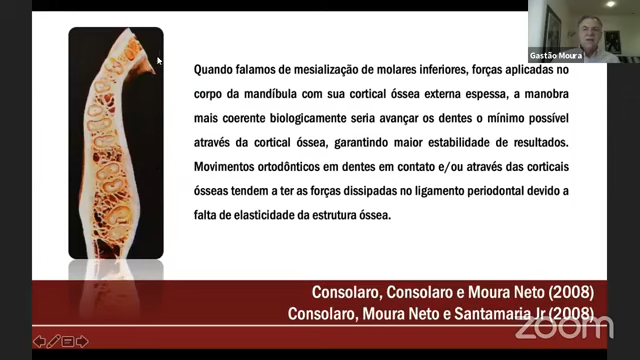 Gastão Moura
Quando falamos de mesialização de molares inferiores, forças aplicadas no
corpo da mandíbula com sua cortical óssea externa espessa, a manobra
mais coerente biologicamente seria avançar os dentes o mínimo possível
através da cortical óssea, garantindo maior estabilidade de resultados.
Movimentos ortodônticos em dentes em contato e/ou através das corticais
ósseas tendem a ter as forças dissipadas no ligamento periodontal devido a
falta de elasticidade da estrutura óssea.
Consolaro, Consolaro e Moura Neto (2008)
Consolaro, Moura Neto e Santamaria Jr (2008)
zoom